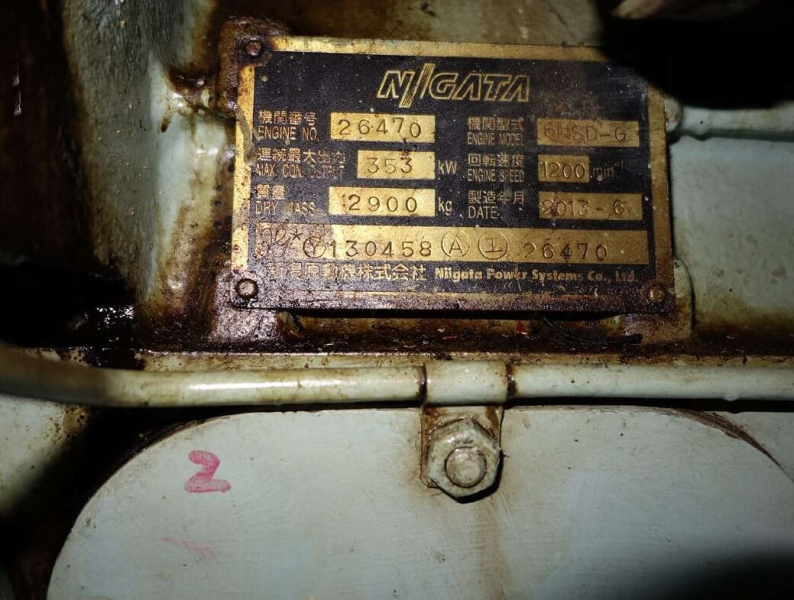 NIIGATA
機関番号 26470 機関型式 6NSD-G
ENGINE NO. ENGINE MODEL
連続最大出力 353 kW 回転速度 1200 min⁻¹
MAX. CON. OUTPUT ENGINE SPEED
質量 2900 kg 製造年月 2013-6
DRY MASS DATE
130458 A 26470
新潟原動機株式会社 Niigata Power Systems Co., Ltd.
2